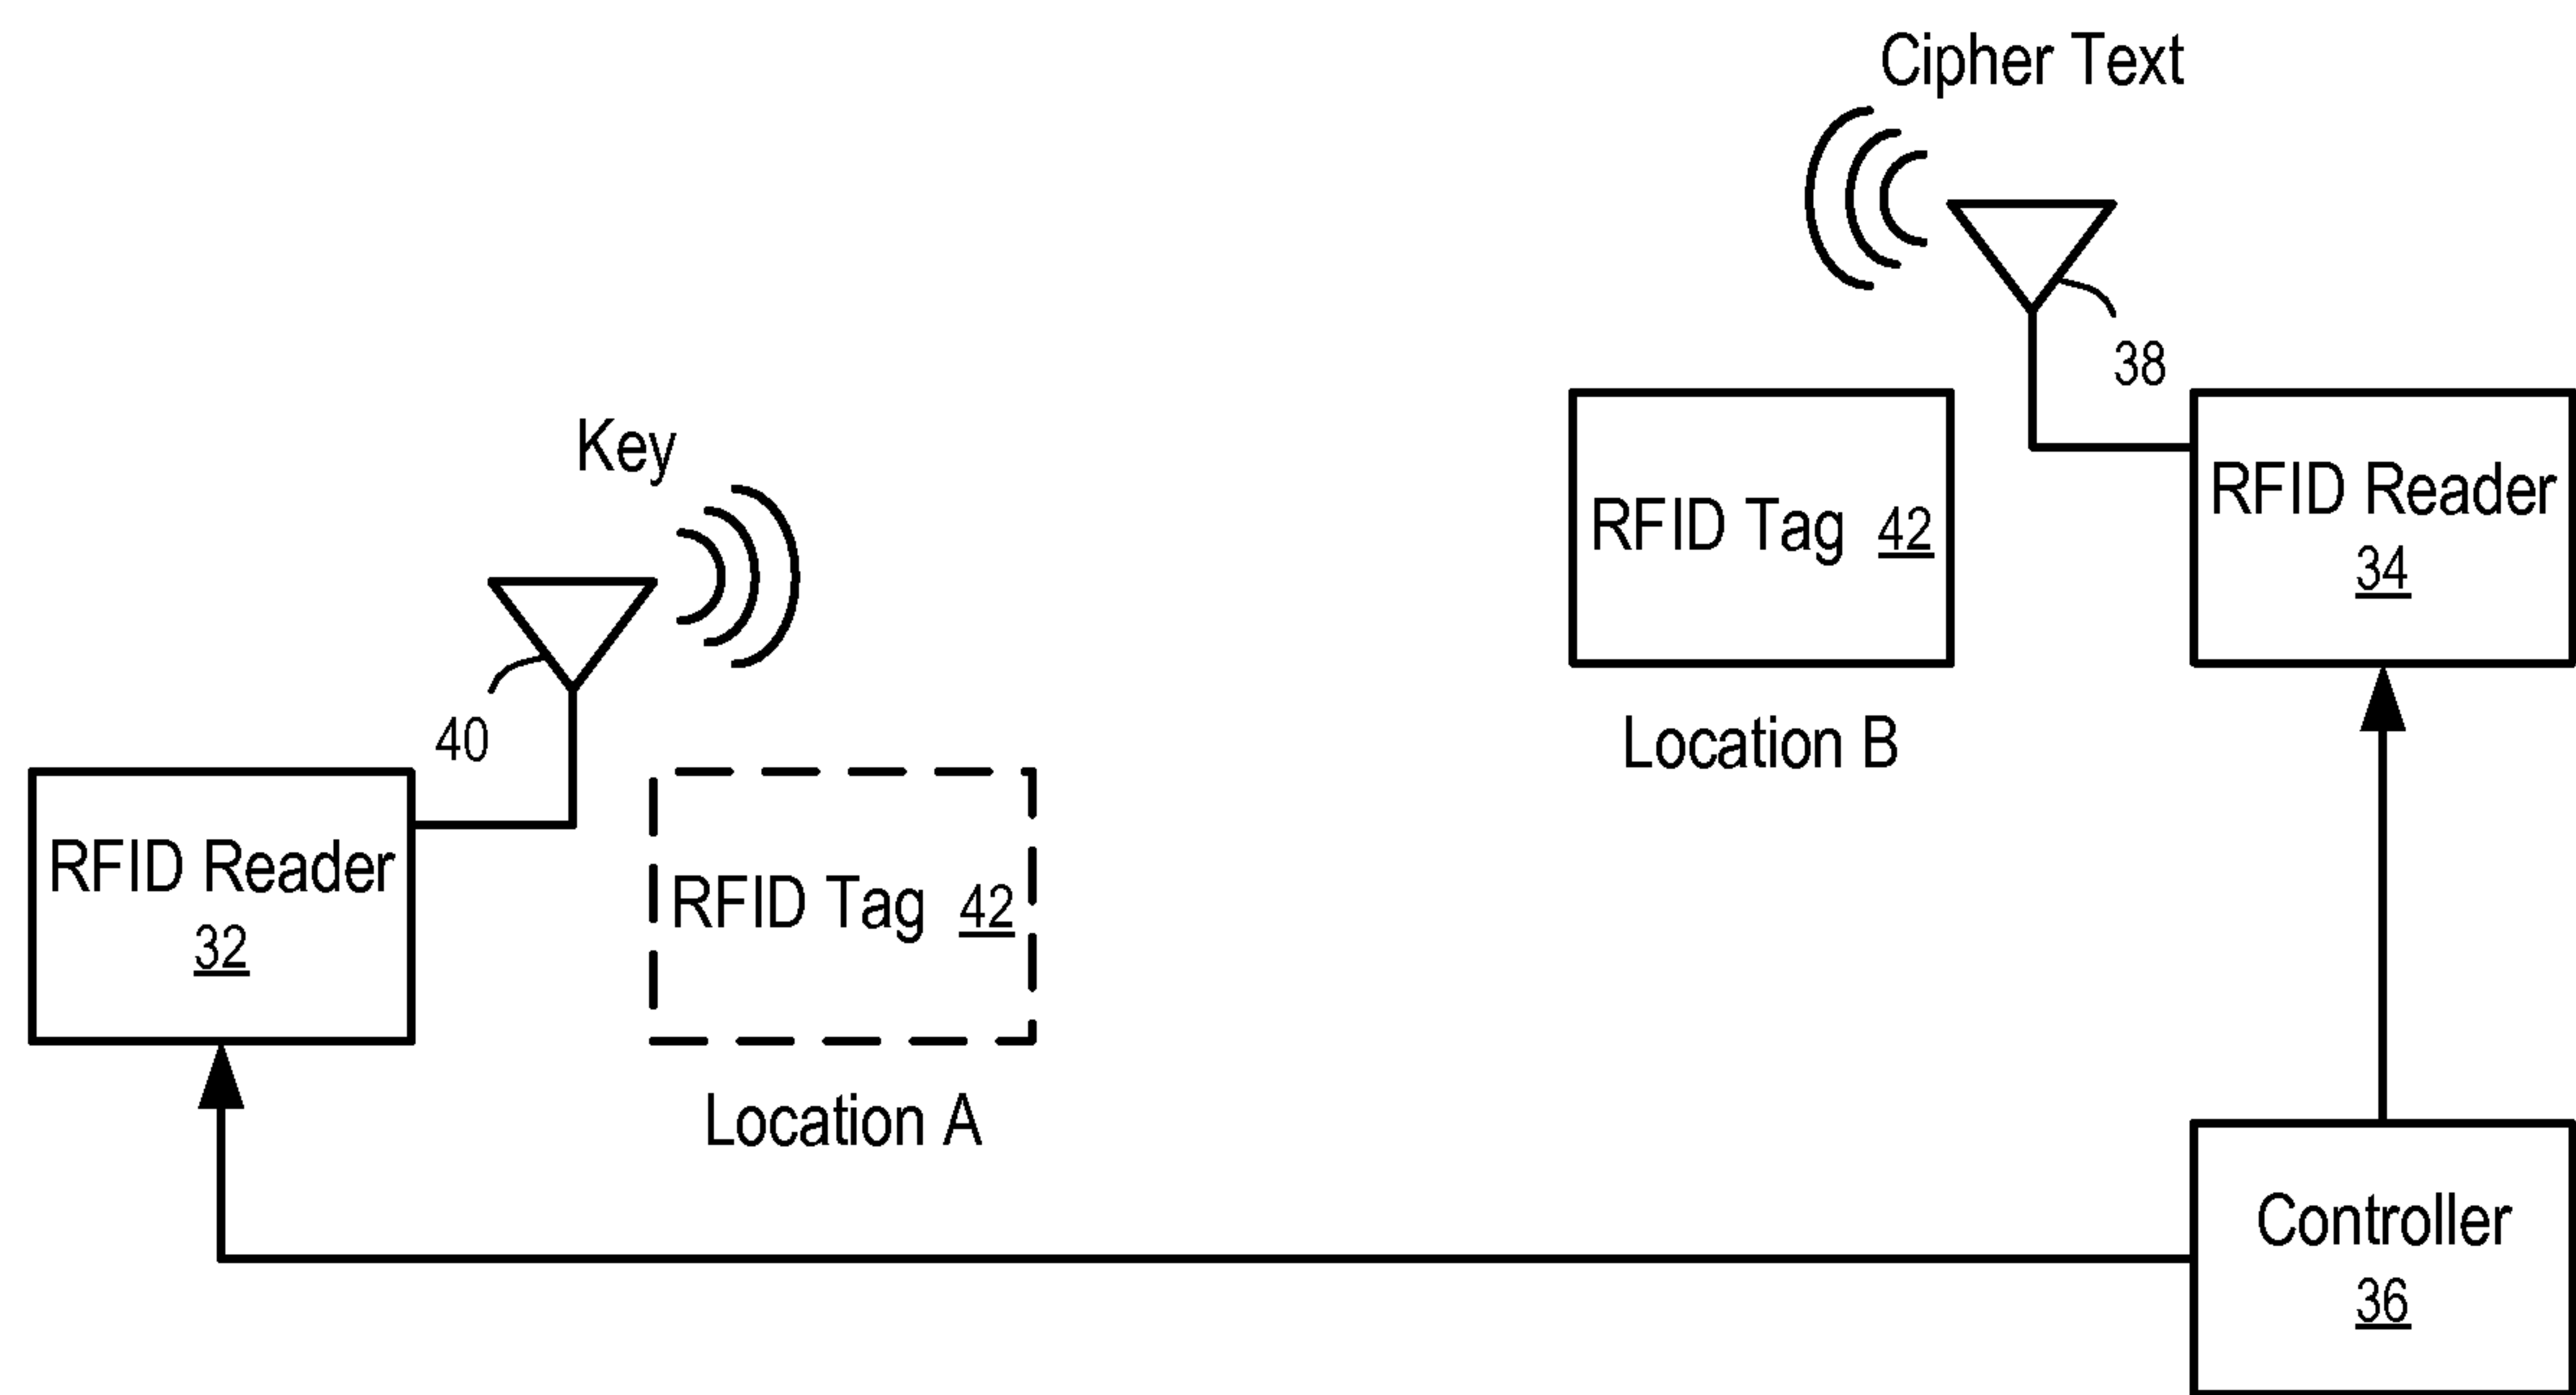 Cipher Text
38
Key
RFID Tag 42
RFID Reader
34
40
Location B
RFID Reader
32
RFID Tag 42
Location A
Controller
36